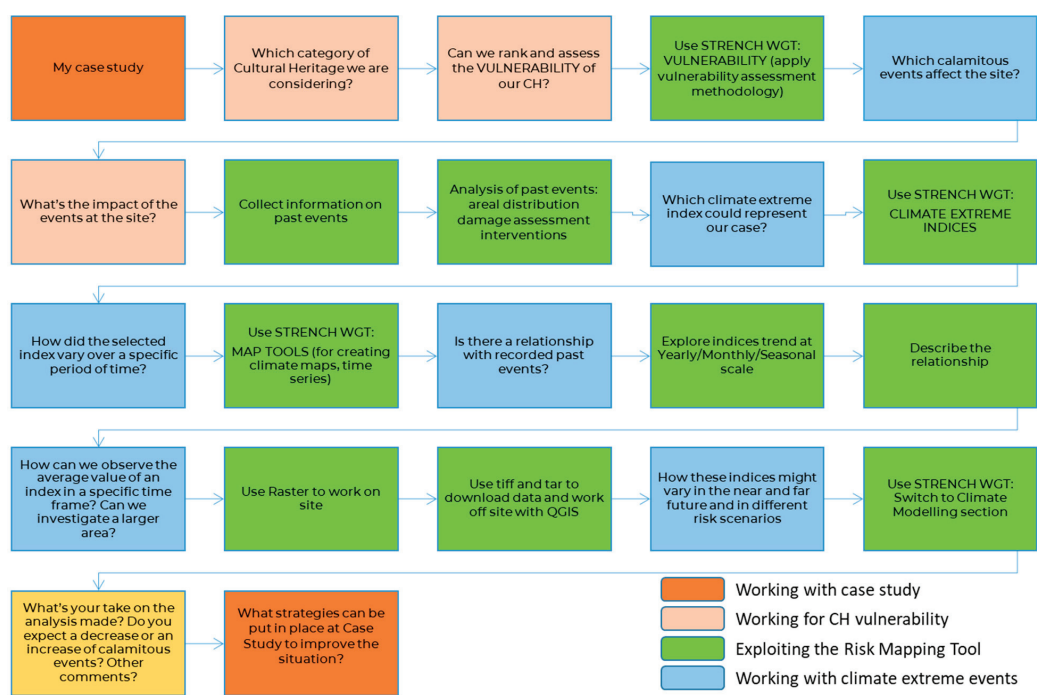 My case study
Which category of
Cultural Heritage we are
considering?
Can we rank and assess
the VULNERABILITY of
our CH?
Use STRENCH WGT:
VULNERABILITY (apply
vulnerability assessment
methodology)
Which calamitous
events affect the site?
What's the impact of the
events at the site?
Collect information on
past events
Analysis of past events:
areal distribution
damage assessment
interventions
Which climate extreme
index could represent
our case?
Use STRENCH WGT:
CLIMATE EXTREME
INDICES
How did the selected
index vary over a specific
period of time?
Use STRENCH WGT:
MAP TOOLS (for creating
climate maps, time
series)
Is there a relationship
with recorded past
events?
Explore indices trend at
Yearly/Monthly/Seasonal
scale
Describe the
relationship
How can we observe the
average value of an
index in a specific time
frame? Can we
investigate a larger
area?
Use Raster to work on
site
Use tiff and tar to
download data and work
off site with QGIS
How these indices might
vary in the near and far
future and in different
risk scenarios
Use STRENCH WGT:
Switch to Climate
Modelling section
What's your take on the
analysis made? Do you
expect a decrease or an
increase of calamitous
events? Other
comments?
What strategies can be
put in place at Case
Study to improve the
situation?
Working with case study
Working for CH vulnerability
Exploiting the Risk Mapping Tool
Working with climate extreme events